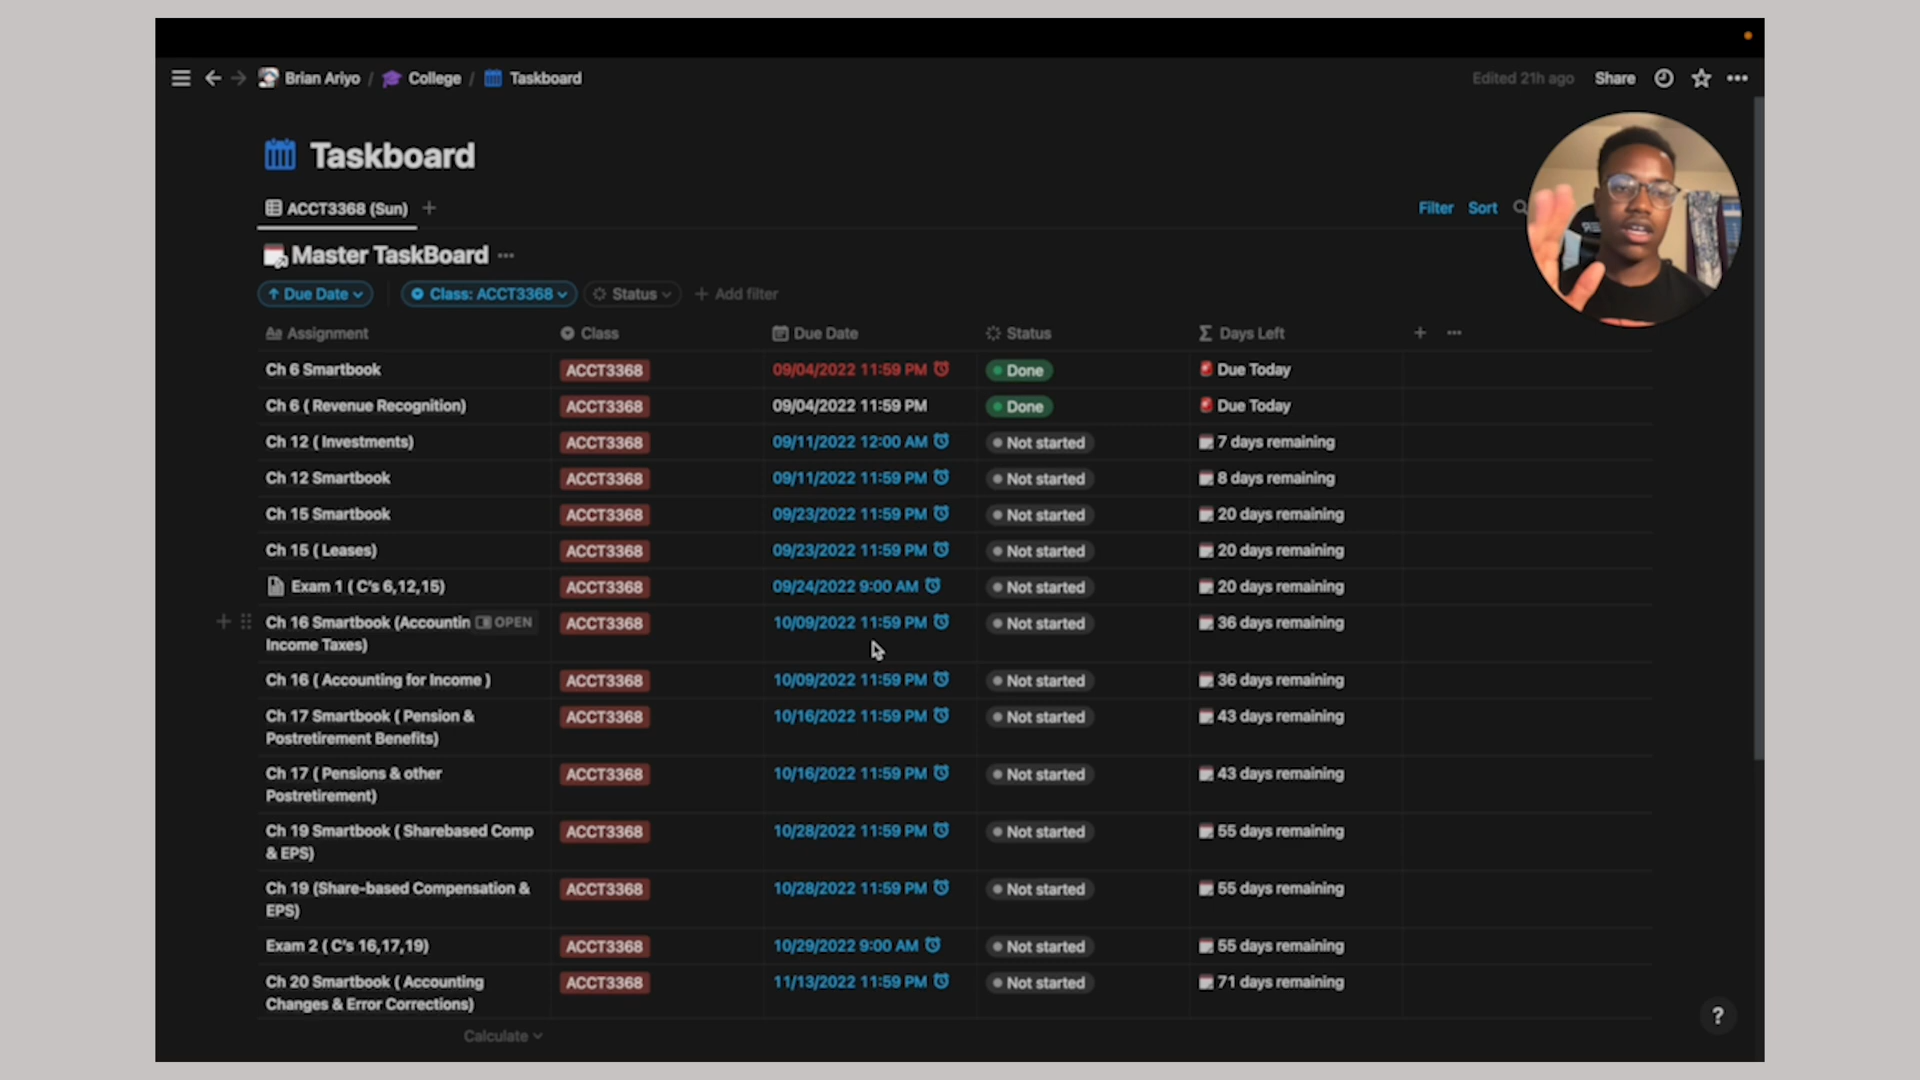 Brian Ariyo / College / Taskboard
Edited 21h ago Share
Taskboard
ACCT3368 (Sun)
Filter Sort
Master TaskBoard
Due Date Class: ACCT3368 Status Add filter
Assignment Class Due Date Status Days Left
Ch 6 Smartbook ACCT3368 09/04/2022 11:59 PM Done Due Today
Ch 6 ( Revenue Recognition) ACCT3368 09/04/2022 11:59 PM Done Due Today
Ch 12 ( Investments) ACCT3368 09/11/2022 12:00 AM Not started 7 days remaining
Ch 12 Smartbook ACCT3368 09/11/2022 11:59 PM Not started 8 days remaining
Ch 15 Smartbook ACCT3368 09/23/2022 11:59 PM Not started 20 days remaining
Ch 15 ( Leases) ACCT3368 09/23/2022 11:59 PM Not started 20 days remaining
Exam 1 ( C's 6,12,15) ACCT3368 09/24/2022 9:00 AM Not started 20 days remaining
Ch 16 Smartbook (Accountin OPEN ACCT3368 10/09/2022 11:59 PM Not started 36 days remaining
Income Taxes)
Ch 16 ( Accounting for Income ) ACCT3368 10/09/2022 11:59 PM Not started 36 days remaining
Ch 17 Smartbook ( Pension & ACCT3368 10/16/2022 11:59 PM Not started 43 days remaining
Postretirement Benefits)
Ch 17 ( Pensions & other ACCT3368 10/16/2022 11:59 PM Not started 43 days remaining
Postretirement)
Ch 19 Smartbook ( Sharebased Comp ACCT3368 10/28/2022 11:59 PM Not started 55 days remaining
& EPS)
Ch 19 (Share-based Compensation & ACCT3368 10/28/2022 11:59 PM Not started 55 days remaining
EPS)
Exam 2 ( C's 16,17,19) ACCT3368 10/29/2022 9:00 AM Not started 55 days remaining
Ch 20 Smartbook ( Accounting ACCT3368 11/13/2022 11:59 PM Not started 71 days remaining
Changes & Error Corrections)
Calculate
?